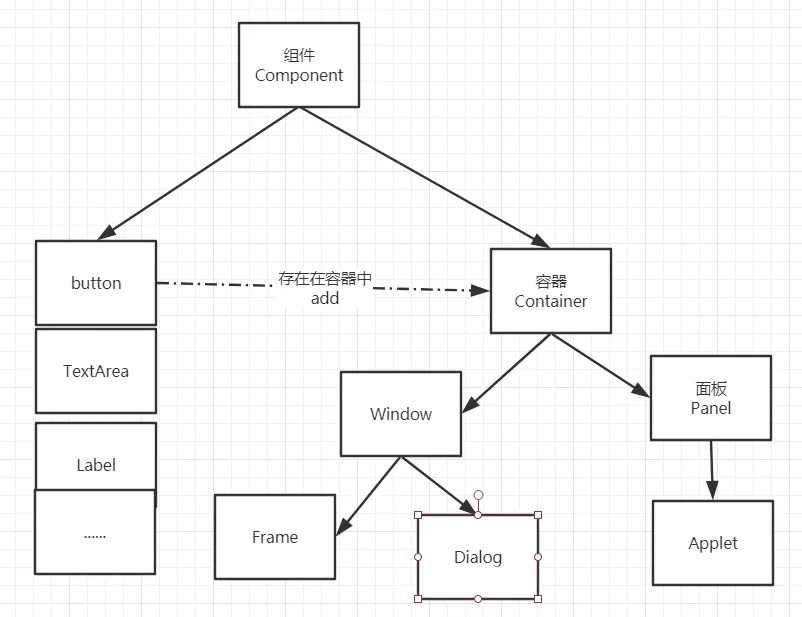 组件
Component
button
存在在容器中
add
容器
Container
TextArea
Window
面板
Panel
Label
......
Frame
Dialog
Applet